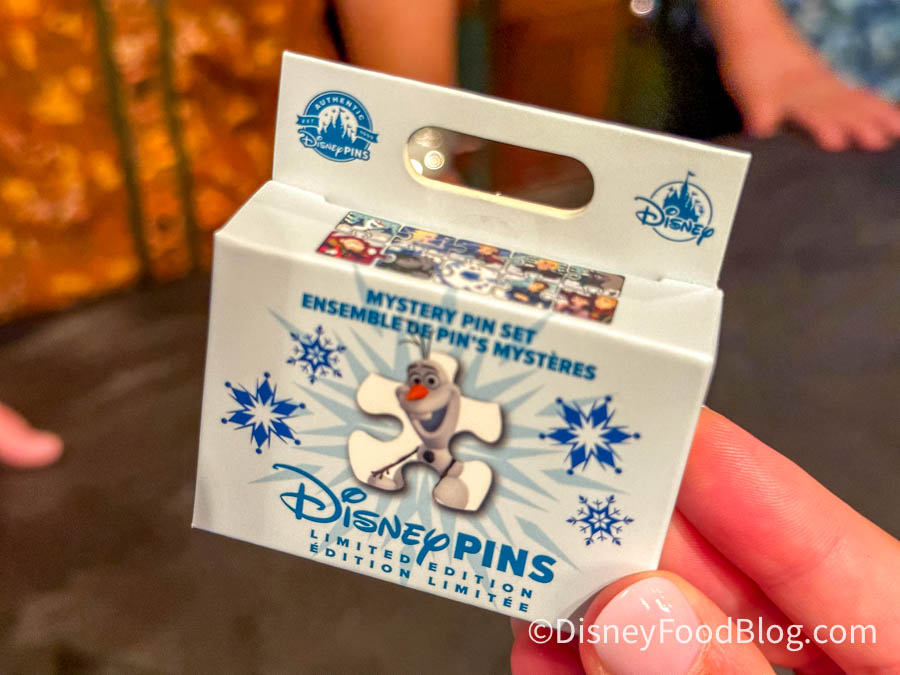 AUTHENTIC
DISNEY PINS
Disney
MYSTERY PIN SET
ENSEMBLE DE PIN'S MYSTÈRES
DISNEY PINS
LIMITED EDITION
ÉDITION LIMITÉE
©DisneyFoodBlog.com